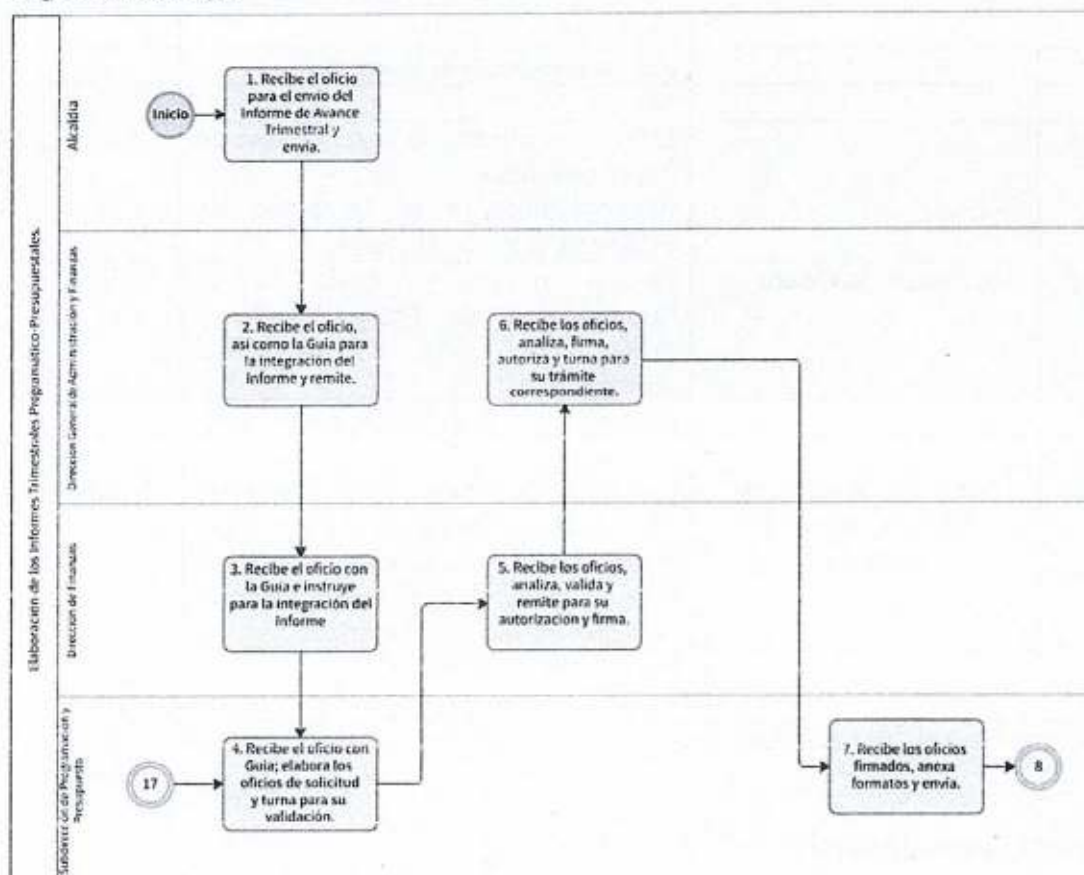 Elaboración de los Informes Trimestrales Programático-Presupuestales.
Alcaldía
Inicio
1. Recibe el oficio
para el envío del
Informe de Avance
Trimestral y
envía.
Dirección General de Administración y Finanzas
2. Recibe el oficio,
así como la Guía para
la integración del
Informe y remite.
6. Recibe los oficios,
analiza, firma,
autoriza y turna para
su trámite
correspondiente.
Dirección de Finanzas
3. Recibe el oficio con
la Guía e instruye
para la integración del
Informe
5. Recibe los oficios,
analiza, valida y
remite para su
autorización y firma.
Subdirección de Programación y
Presupuesto
17
4. Recibe el oficio con
Guía; elabora los
oficios de solicitud
y turna para su
validación.
7. Recibe los oficios
firmados, anexa
formatos y envía.
8